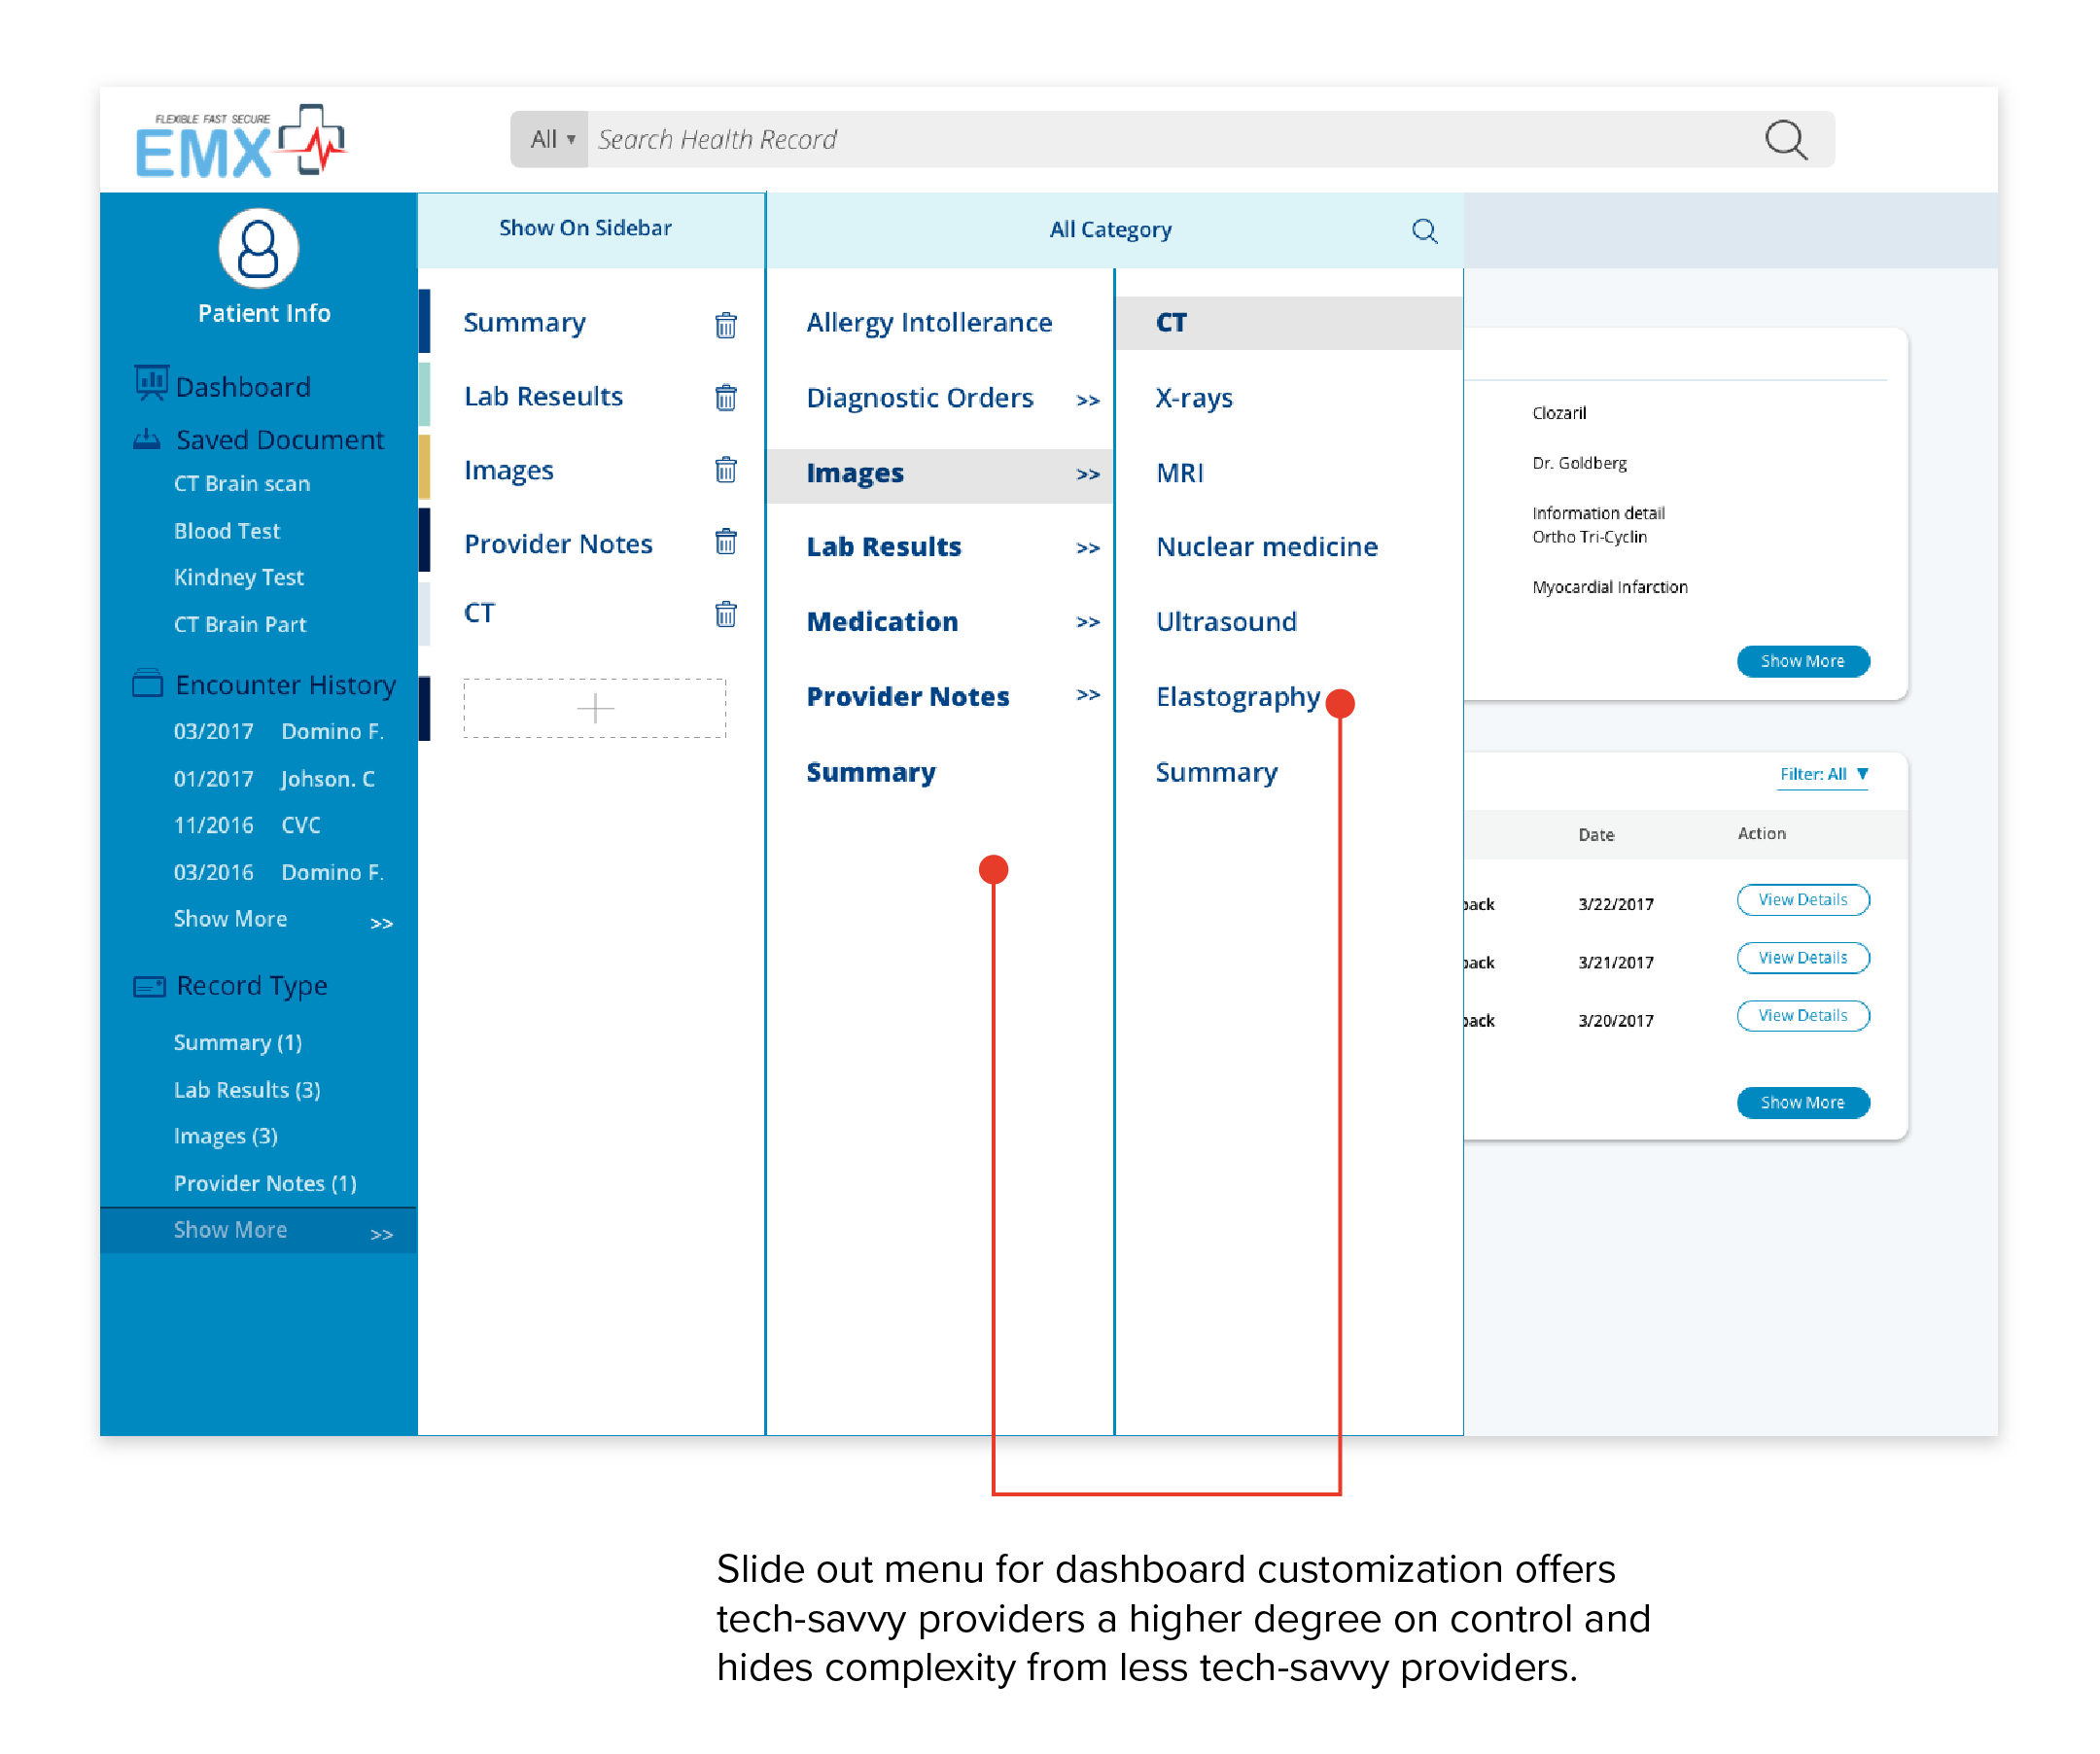 FLEXIBLE FAST SECURE
EMX
All ▾ Search Health Record
Patient Info
Dashboard
Saved Document
CT Brain scan
Blood Test
Kindney Test
CT Brain Part
Encounter History
03/2017 Domino F.
01/2017 Johson. C
11/2016 CVC
03/2016 Domino F.
Show More >>
Record Type
Summary (1)
Lab Results (3)
Images (3)
Provider Notes (1)
Show More >>
Show On Sidebar
Summary
Lab Reseults
Images
Provider Notes
CT
All Category
Allergy Intollerance
Diagnostic Orders >>
Images >>
Lab Results >>
Medication >>
Provider Notes >>
Summary
CT
X-rays
MRI
Nuclear medicine
Ultrasound
Elastography
Summary
Clozaril
Dr. Goldberg
Information detail
Ortho Tri-Cyclin
Myocardial Infarction
Show More
Filter: All ▼
Date Action
back 3/22/2017 View Details
back 3/21/2017 View Details
back 3/20/2017 View Details
Show More
Slide out menu for dashboard customization offers
tech-savvy providers a higher degree on control and
hides complexity from less tech-savvy providers.